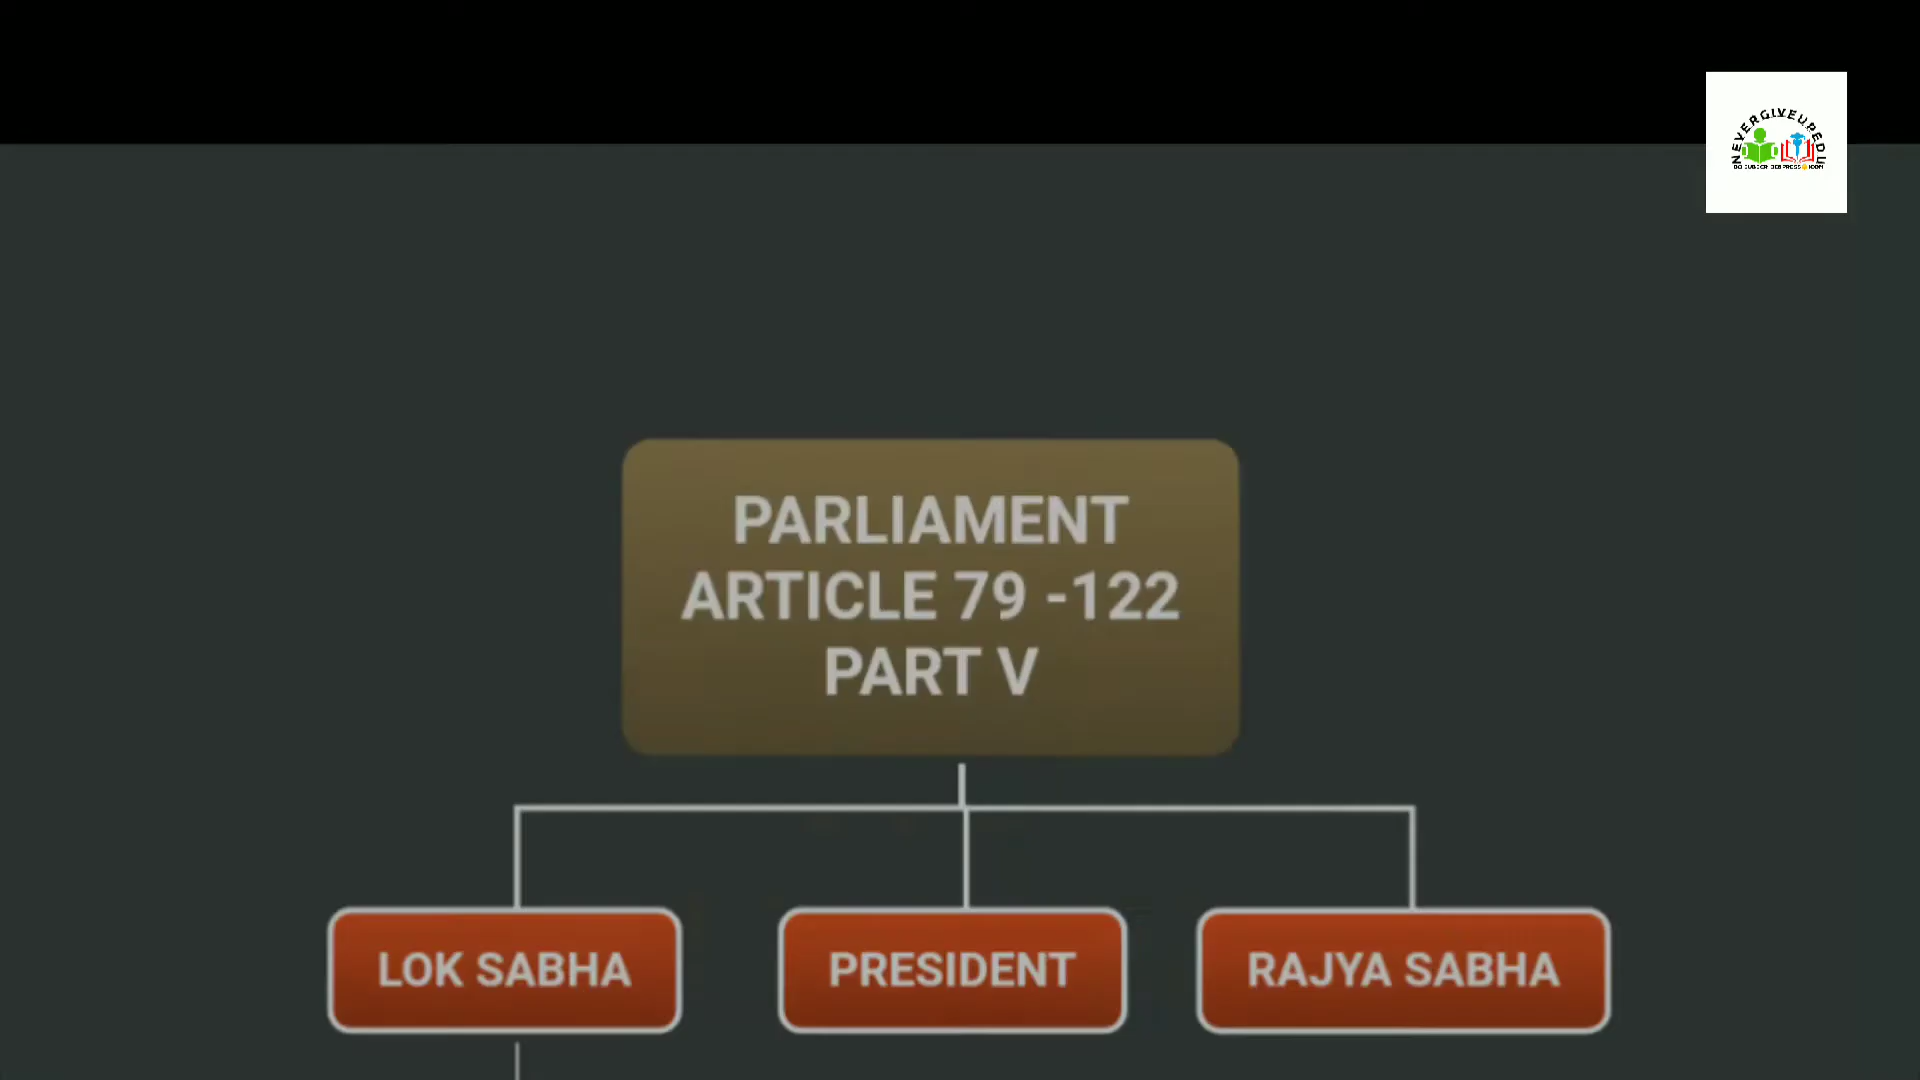 NEVERGIVEUPEDU
PARLIAMENT
ARTICLE 79 -122
PART V
LOK SABHA
PRESIDENT
RAJYA SABHA